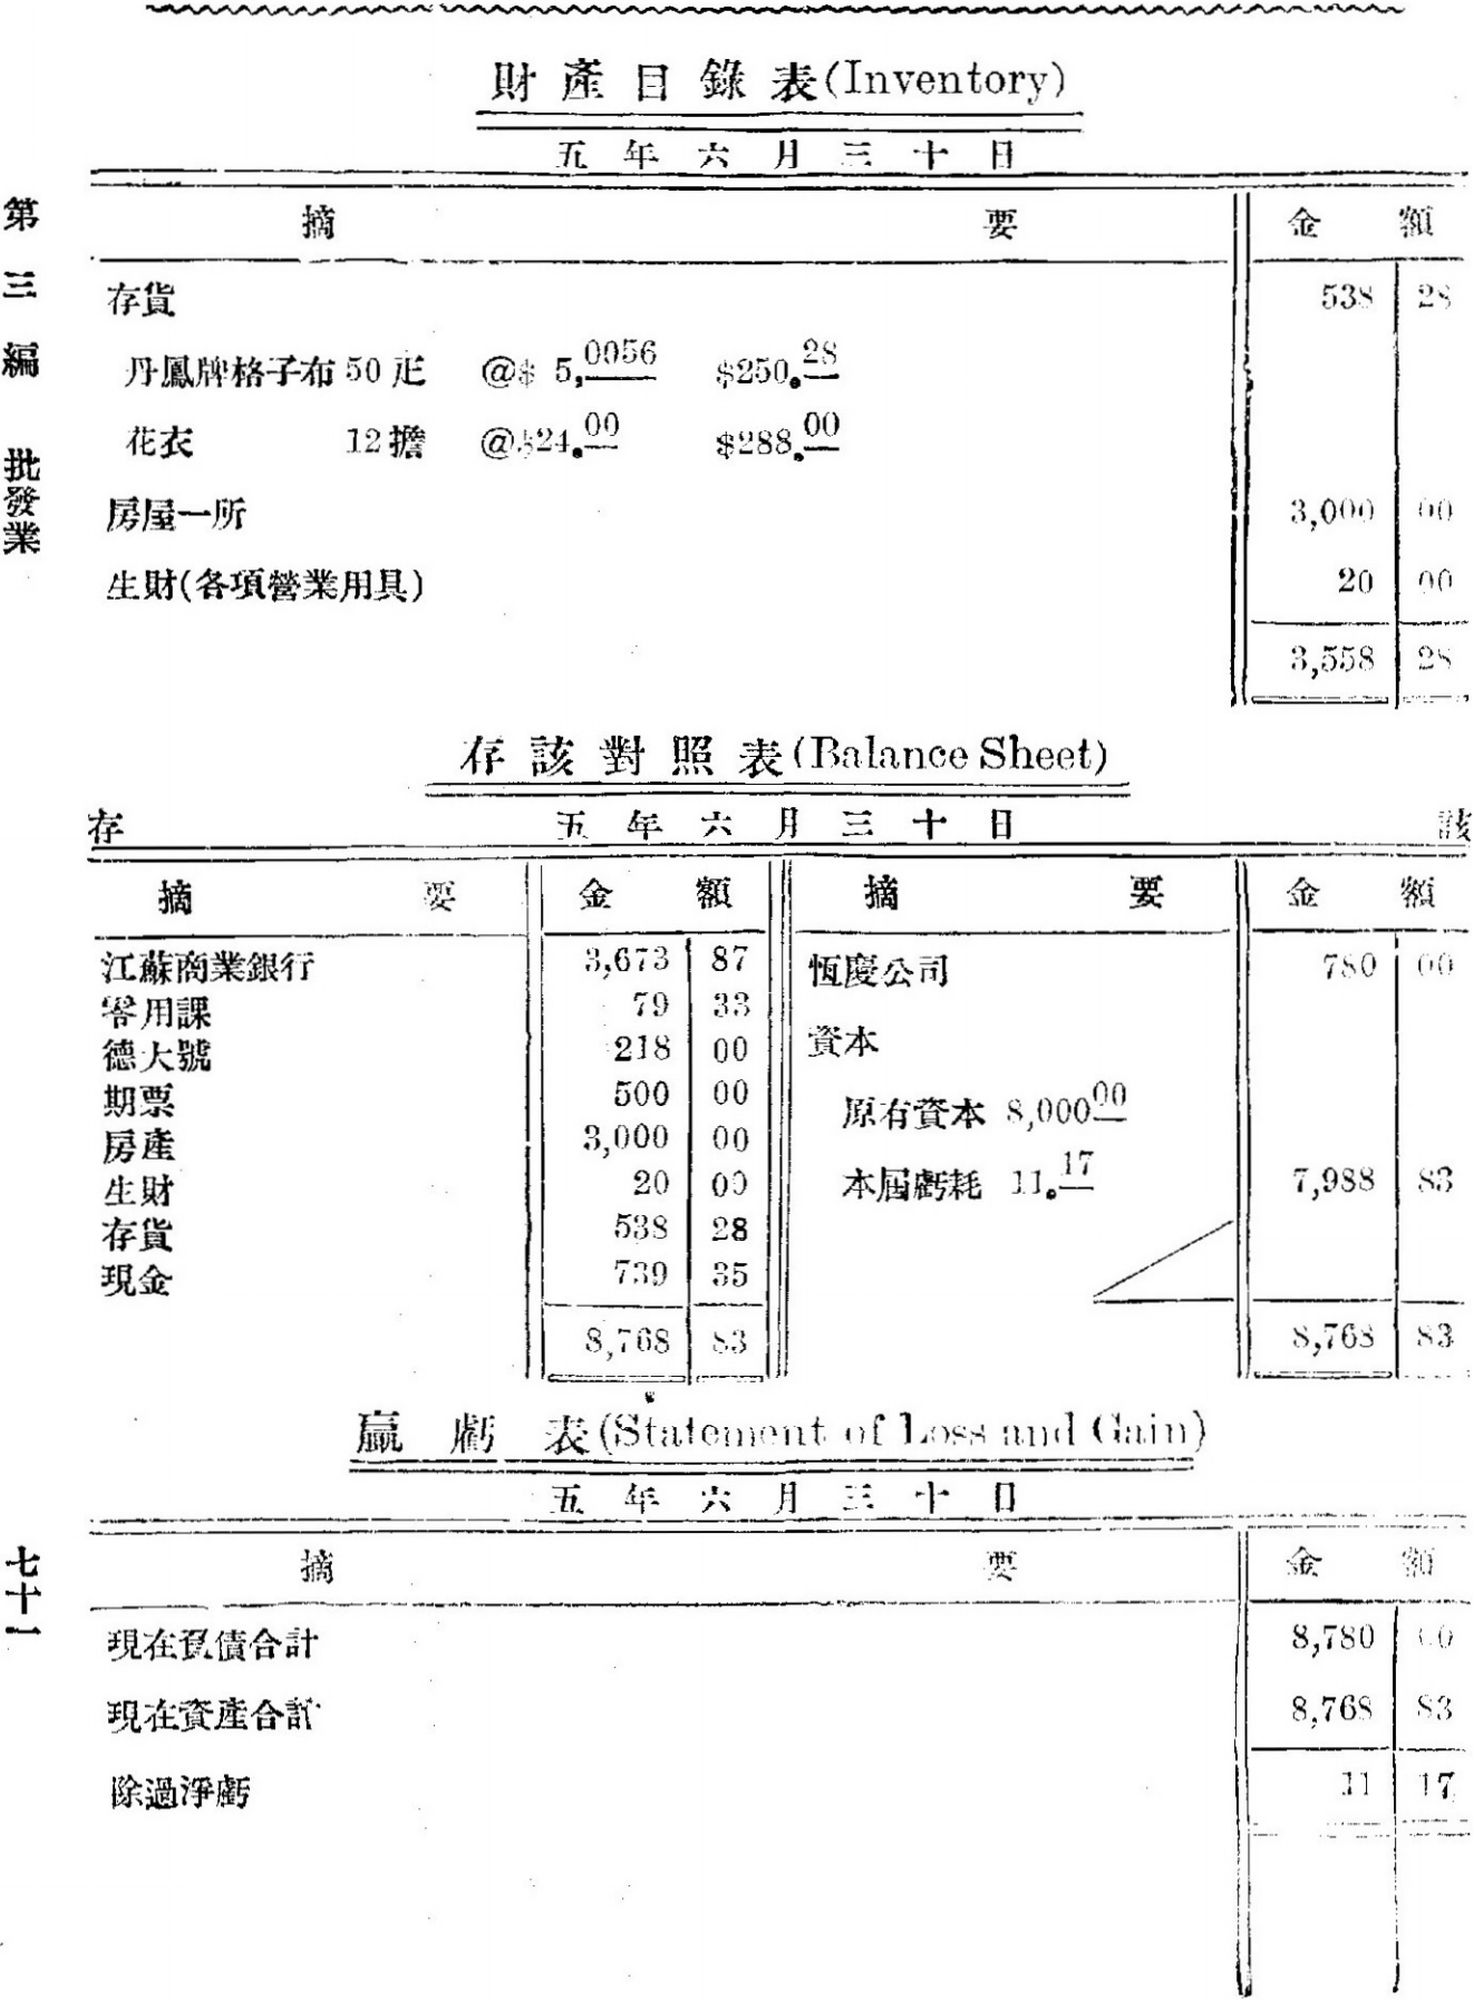 財產目錄表(Inventory)
五年六月三十日
摘要 金額
存貨 538 28
丹鳳牌格子布 50疋 @$ 5,0056 $250.28
花衣 12擔 @$24.00 $288.00
房屋一所 3,000 00
生財(各項營業用具) 20 00
3,558 28
存該對照表(Balance Sheet)
存 五年六月三十日 該
摘要 金額 摘要 金額
江蘇商業銀行 3,673 87 恆慶公司 780 00
零用課 79 33
德大號 218 00 資本
期票 500 00 原有資本 8,000 00
房產 3,000 00
生財 20 00 本屆虧耗 11.17 7,988 83
存貨 538 28
現金 739 35
8,768 83 8,768 83
贏虧表(Statement of Loss and Gain)
五年六月三十日
摘要 金額
現在負債合計 8,780 00
現在資產合計 8,768 83
除過淨虧 11 17
第三編 批發業
七十一